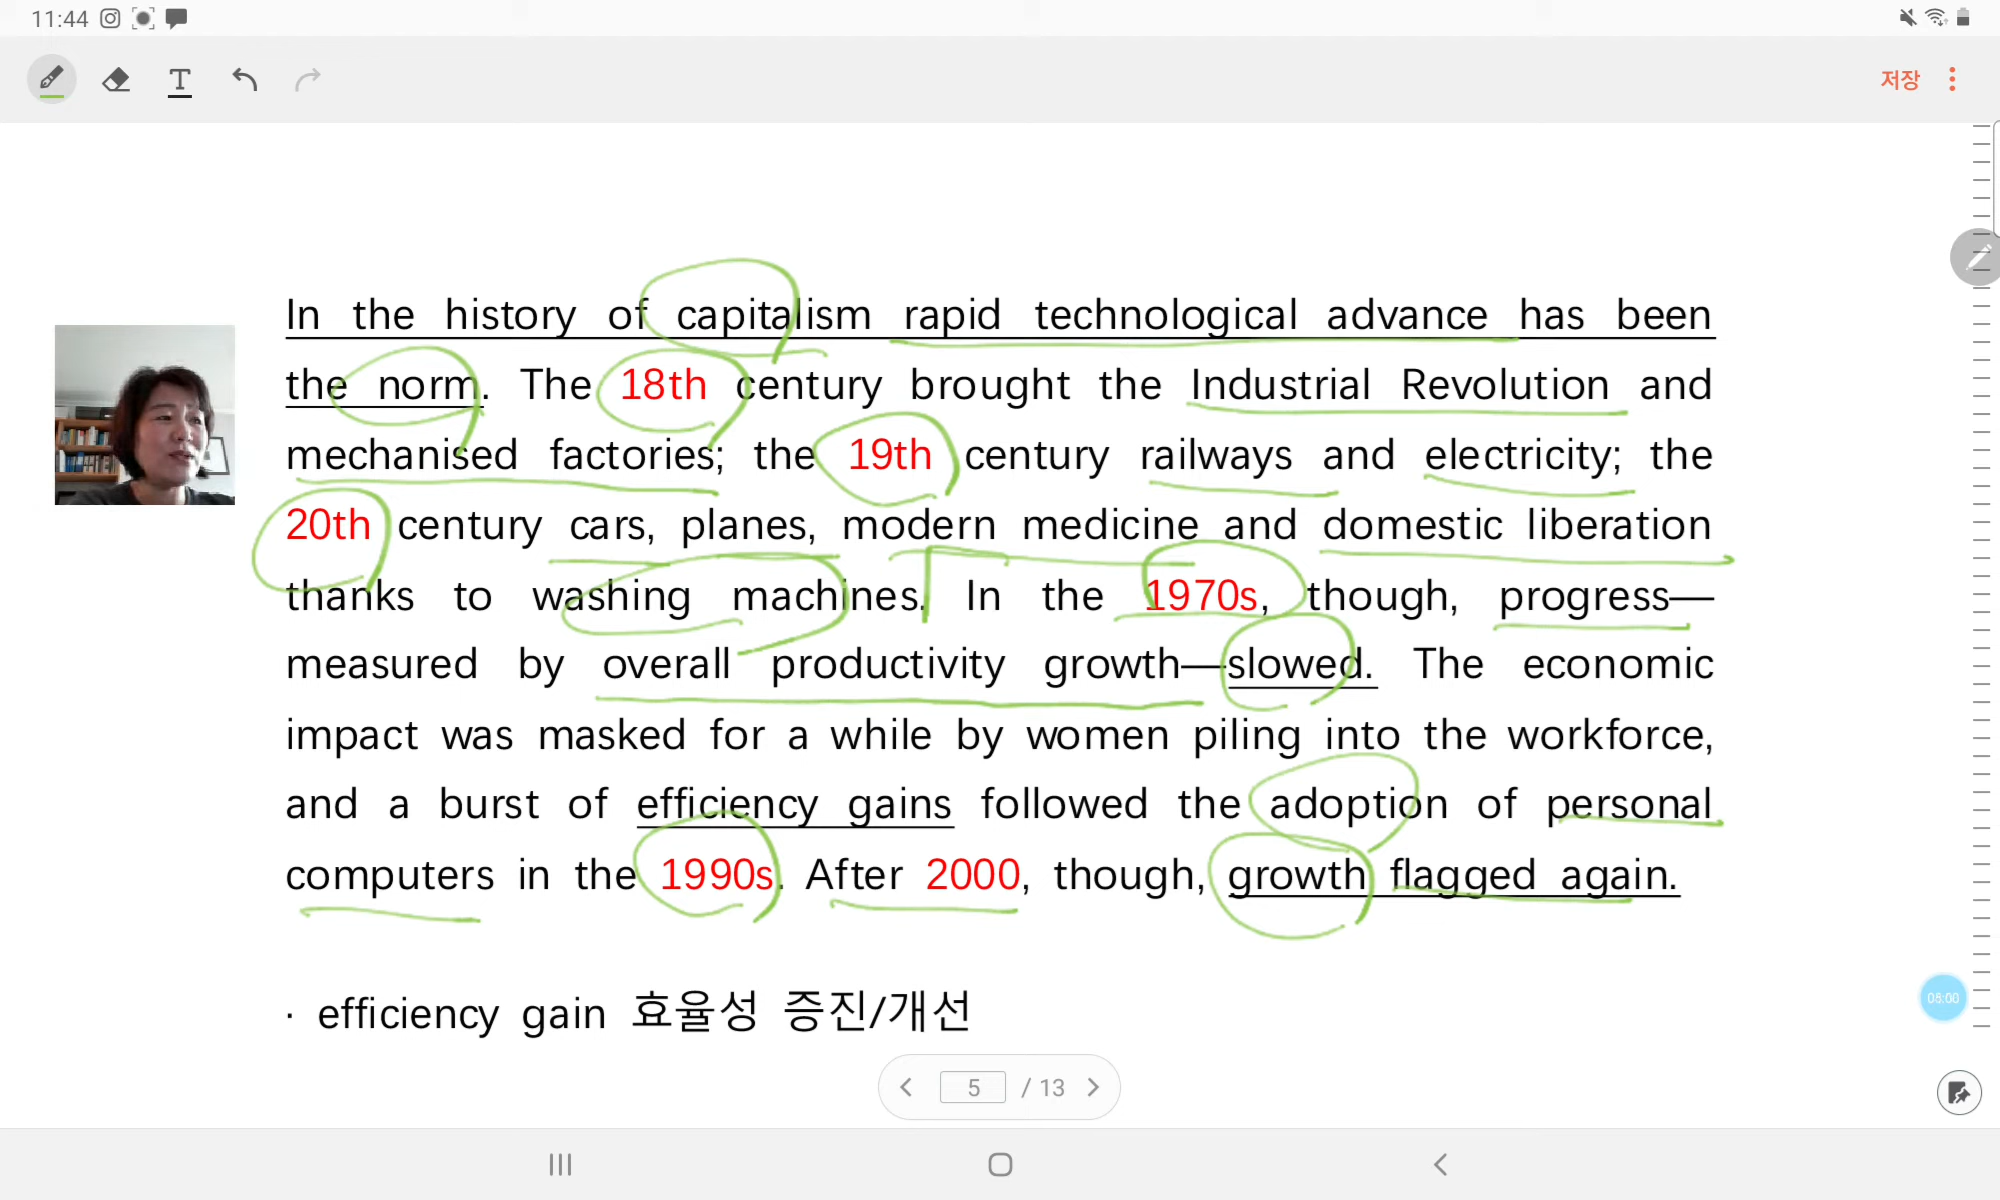 11:44
저장
In the history of capitalism rapid technological advance has been
the norm. The 18th century brought the Industrial Revolution and
mechanised factories; the 19th century railways and electricity; the
20th century cars, planes, modern medicine and domestic liberation
thanks to washing machines. In the 1970s, though, progress—
measured by overall productivity growth—slowed. The economic
impact was masked for a while by women piling into the workforce,
and a burst of efficiency gains followed the adoption of personal
computers in the 1990s. After 2000, though, growth flagged again.
· efficiency gain 효율성 증진/개선
05:00
5 / 13